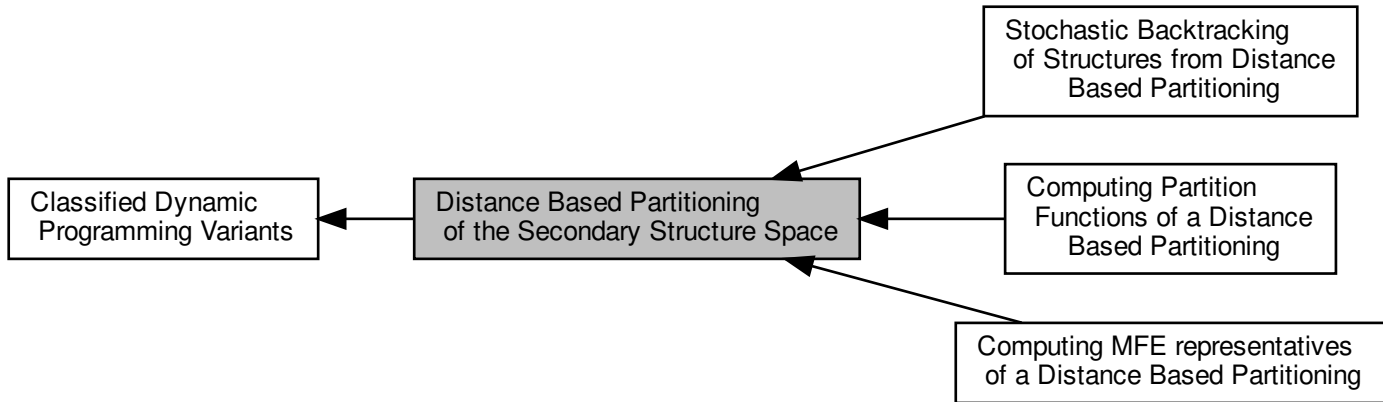 Stochastic Backtracking
of Structures from Distance
Based Partitioning
Classified Dynamic
Programming Variants
Distance Based Partitioning
of the Secondary Structure Space
Computing Partition
Functions of a Distance
Based Partitioning
Computing MFE representatives
of a Distance Based Partitioning